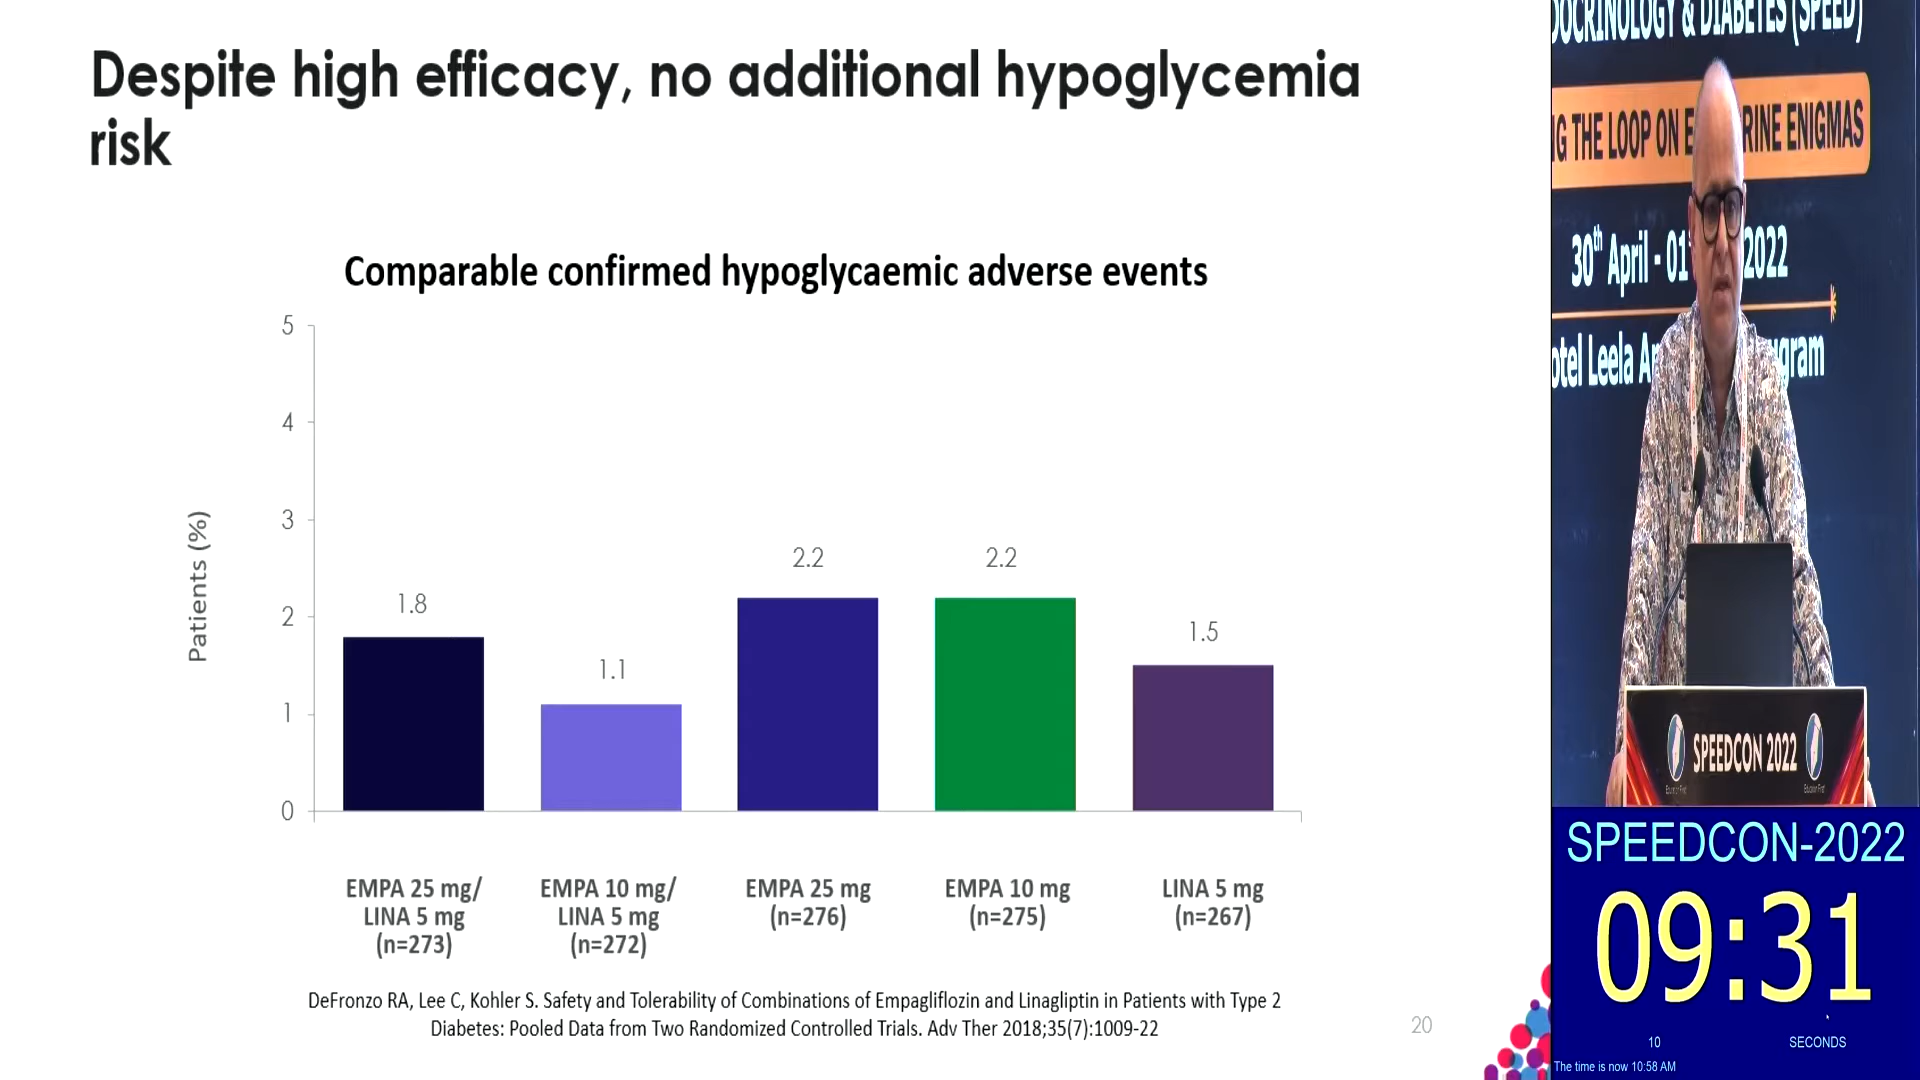 Despite high efficacy, no additional hypoglycemia
risk
Comparable confirmed hypoglycaemic adverse events
Patients (%)
5
4
3
2
1
0
1.8
1.1
2.2
2.2
1.5
EMPA 25 mg/
LINA 5 mg
(n=273)
EMPA 10 mg/
LINA 5 mg
(n=272)
EMPA 25 mg
(n=276)
EMPA 10 mg
(n=275)
LINA 5 mg
(n=267)
DeFronzo RA, Lee C, Kohler S. Safety and Tolerability of Combinations of Empagliflozin and Linagliptin in Patients with Type 2
Diabetes: Pooled Data from Two Randomized Controlled Trials. Adv Ther 2018;35(7):1009-22
20
OCRINOLOGY & DIABETES (SPEED)
G THE LOOP ON E RINE ENIGMAS
30th April - 01 2022
otel Leela A gram
SPEEDCON 2022
SPEEDCON-2022
09:31
10 SECONDS
The time is now 10:58 AM